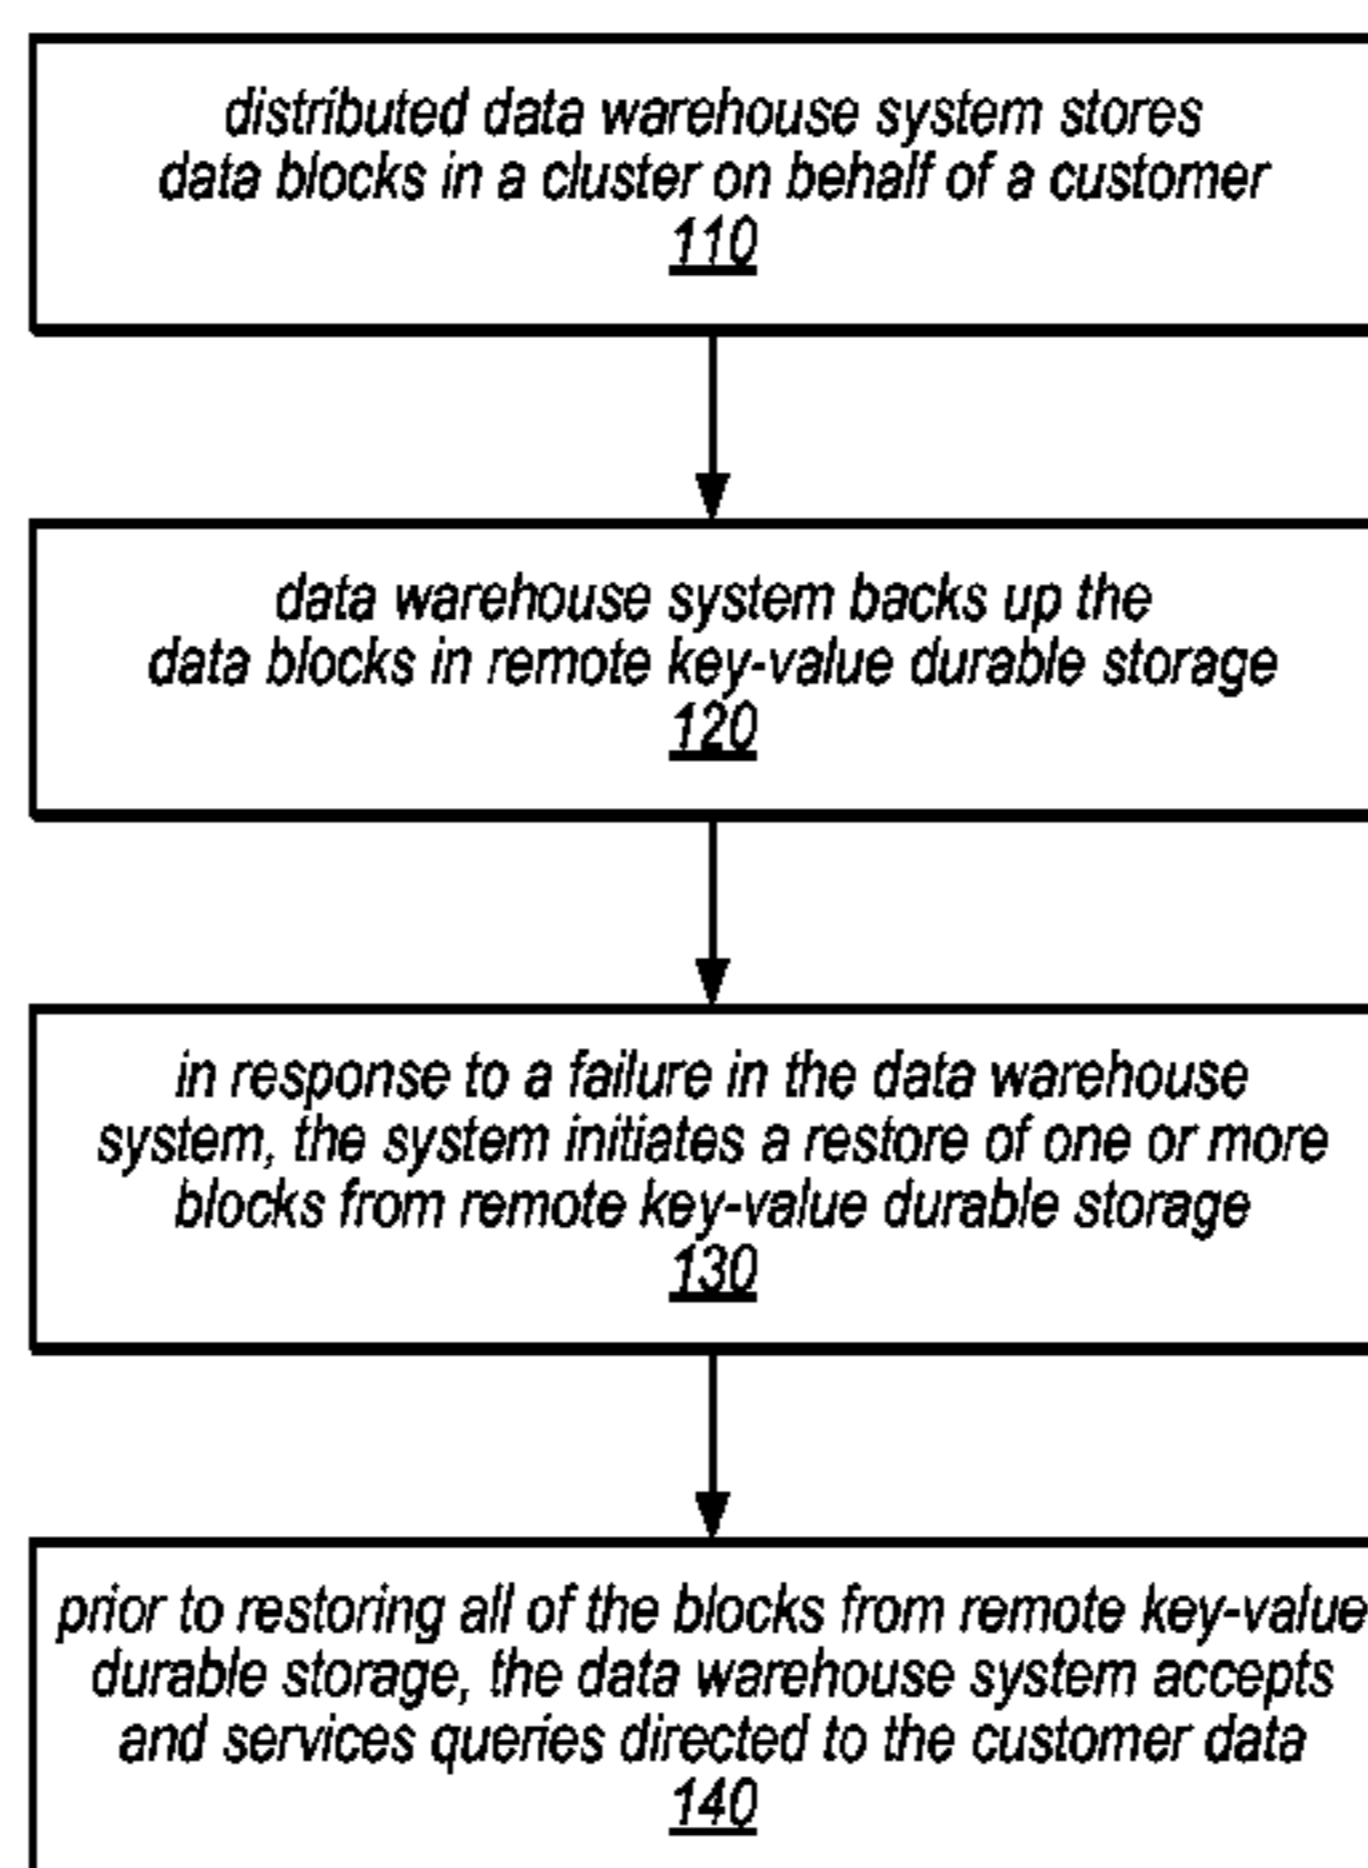 distributed data warehouse system stores
data blocks in a cluster on behalf of a customer
110
data warehouse system backs up the
data blocks in remote key-value durable storage
120
in response to a failure in the data warehouse
system, the system initiates a restore of one or more
blocks from remote key-value durable storage
130
prior to restoring all of the blocks from remote key-value
durable storage, the data warehouse system accepts
and services queries directed to the customer data
140